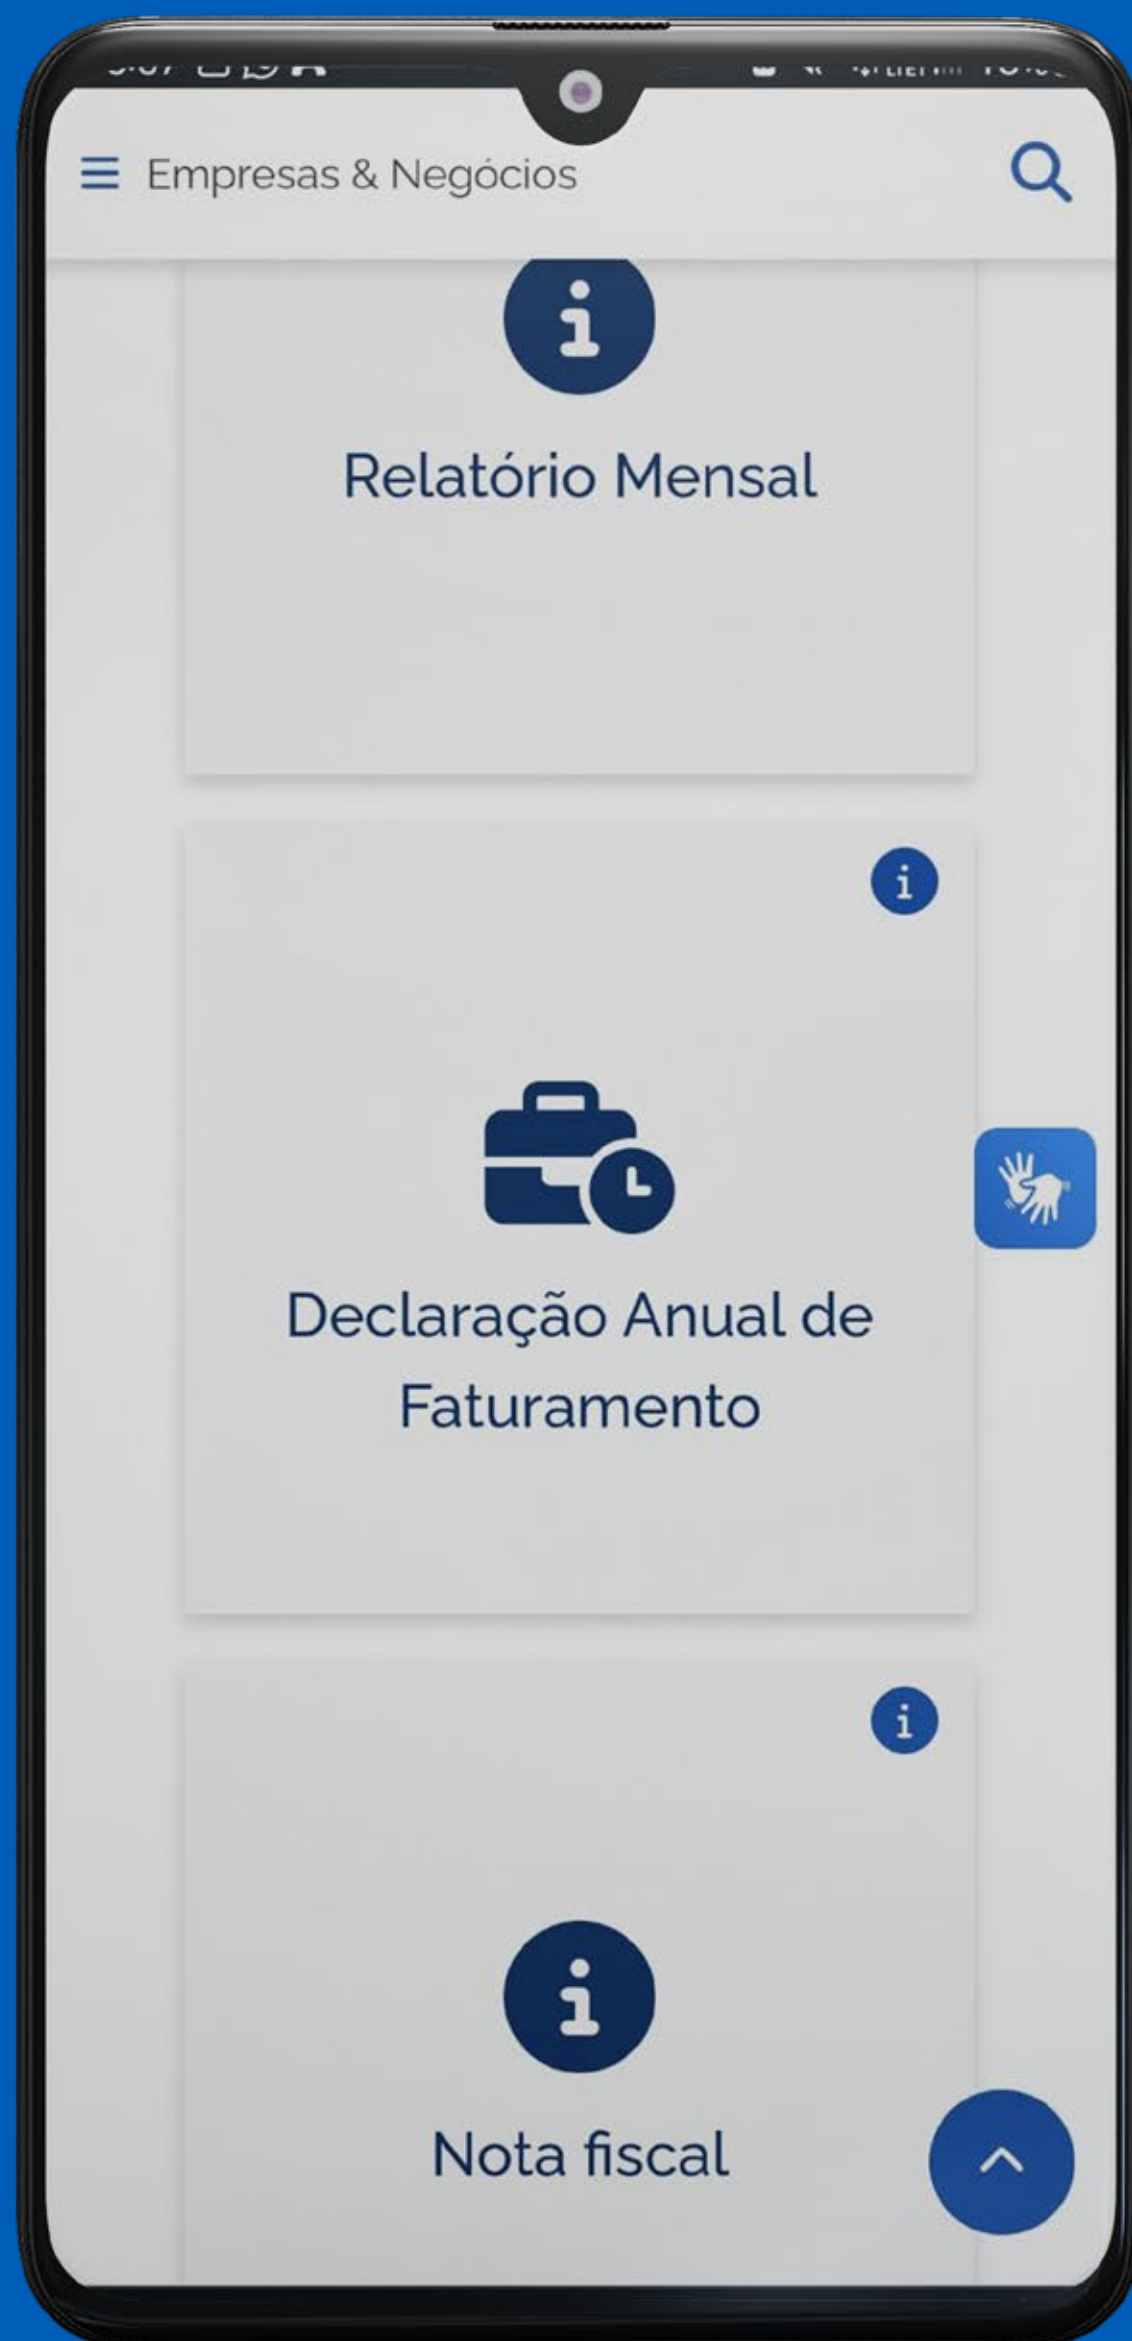 Empresas & Negócios
Relatório Mensal
Declaração Anual de
Faturamento
Nota fiscal